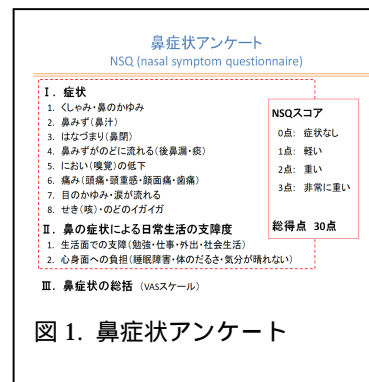 鼻症状アンケート
NSQ (nasal symptom questionnaire)
Ⅰ. 症状
1. くしゃみ・鼻のかゆみ
2. 鼻みず(鼻汁)
3. はなづまり(鼻閉)
4. 鼻みずがのどに流れる(後鼻漏・痰)
5. におい(嗅覚)の低下
6. 痛み(頭痛・頭重感・顔面痛・歯痛)
7. 目のかゆみ・涙が流れる
8. せき(咳)・のどのイガイガ
Ⅱ. 鼻の症状による日常生活の支障度
1. 生活面での支障(勉強・仕事・外出・社会生活)
2. 心身面への負担(睡眠障害・体のだるさ・気分が晴れない)
Ⅲ. 鼻症状の総括 (VASスケール)
NSQスコア
0点: 症状なし
1点: 軽い
2点: 重い
3点: 非常に重い
総得点 30点
図 1. 鼻症状アンケート